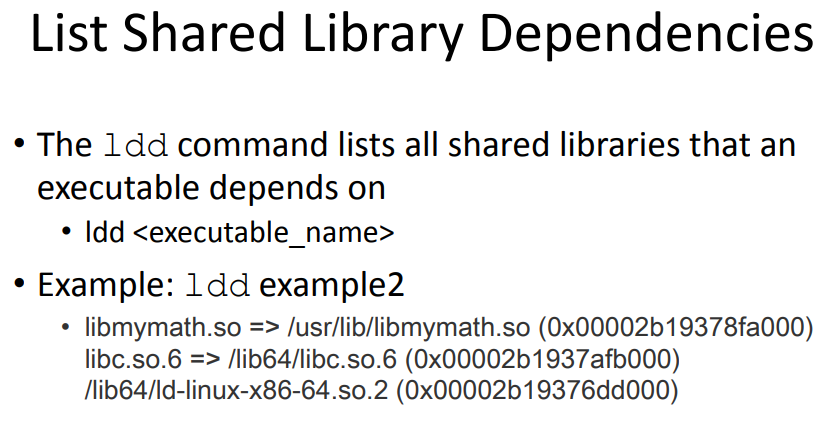 List Shared Library Dependencies
• The ldd command lists all shared libraries that an
executable depends on
• ldd <executable_name>
• Example: ldd example2
• libmymath.so => /usr/lib/libmymath.so (0x00002b19378fa000)
libc.so.6 => /lib64/libc.so.6 (0x00002b1937afb000)
/lib64/ld-linux-x86-64.so.2 (0x00002b19376dd000)